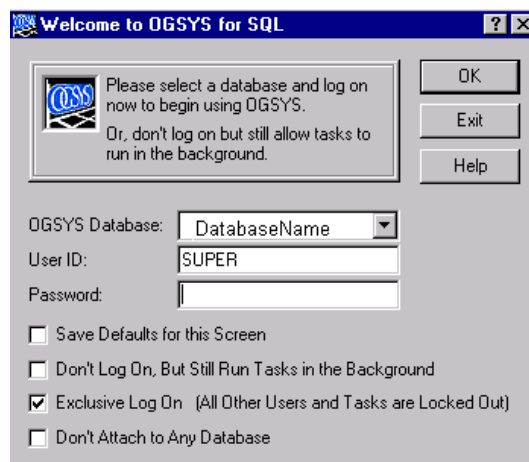 Welcome to OGSYS for SQL
OGSYS
Please select a database and log on
now to begin using OGSYS.
Or, don't log on but still allow tasks to
run in the background.
OK
Exit
Help
OGSYS Database: DatabaseName
User ID: SUPER
Password:
Save Defaults for this Screen
Don't Log On, But Still Run Tasks in the Background
Exclusive Log On (All Other Users and Tasks are Locked Out)
Don't Attach to Any Database